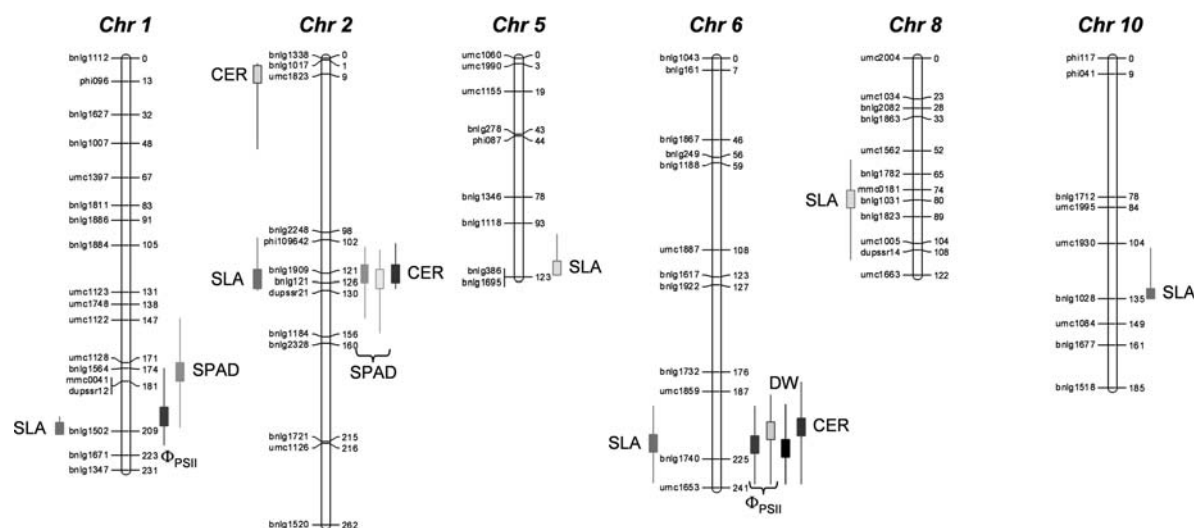 Chr 1
bnlg1112 0
phi096 13
bnlg1627 32
bnlg1007 48
umc1397 67
bnlg1811 83
bnlg1886 91
bnlg1884 105
umc1123 131
umc1748 138
umc1122 147
umc1128 171
bnlg1564 174
mmc0041 181
dupssr12
bnlg1502 209
bnlg1671 223
bnlg1347 231
SPAD
SLA
ΦPSII
Chr 2
bnlg1338 0
bnlg1017 1
umc1823 9
bnlg2248 98
phi109642 102
bnlg1909 121
bnlg121 126
dupssr21 130
bnlg1184 156
bnlg2328 160
bnlg1721 215
umc1126 216
bnlg1520 262
CER
SLA
CER
SPAD
Chr 5
umc1060 0
umc1990 3
umc1155 19
bnlg278 43
phi087 44
bnlg1346 78
bnlg1118 93
bnlg386 123
bnlg1695
SLA
Chr 6
bnlg1043 0
bnlg161 7
bnlg1867 46
bnlg249 56
bnlg1188 59
umc1887 108
bnlg1617 123
bnlg1922 127
bnlg1732 176
umc1859 187
bnlg1740 225
umc1653 241
SLA
DW
CER
ΦPSII
Chr 8
umc2004 0
umc1034 23
bnlg2082 28
bnlg1863 33
umc1562 52
bnlg1782 65
mmc0181 74
bnlg1031 80
bnlg1823 89
umc1005 104
dupssr14 108
umc1663 122
SLA
Chr 10
phi117 0
phi041 9
bnlg1712 78
umc1995 84
umc1930 104
bnlg1028 135
umc1084 149
bnlg1677 161
bnlg1518 185
SLA